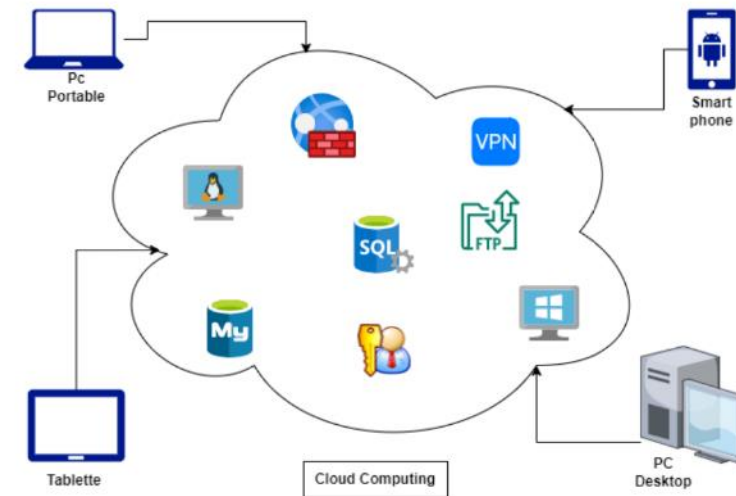 Pc
Portable
Smart
phone
VPN
SQL
FTP
My
PC
Desktop
Tablette
Cloud Computing